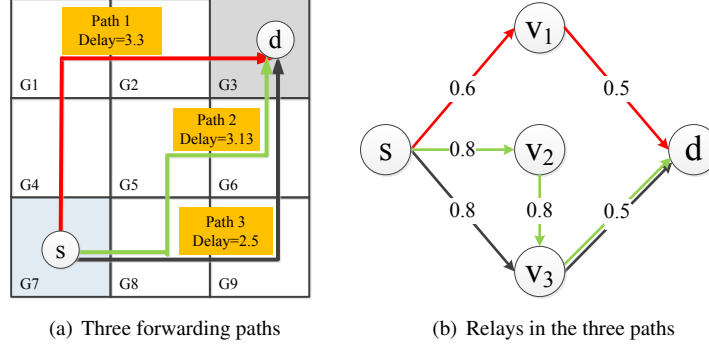 Path 1
Delay=3.3
d
G1
G2
G3
Path 2
Delay=3.13
G4
G5
G6
Path 3
Delay=2.5
s
G7
G8
G9
(a) Three forwarding paths
v1
0.6
0.5
s
0.8
v2
d
0.8
0.8
0.5
v3
(b) Relays in the three paths